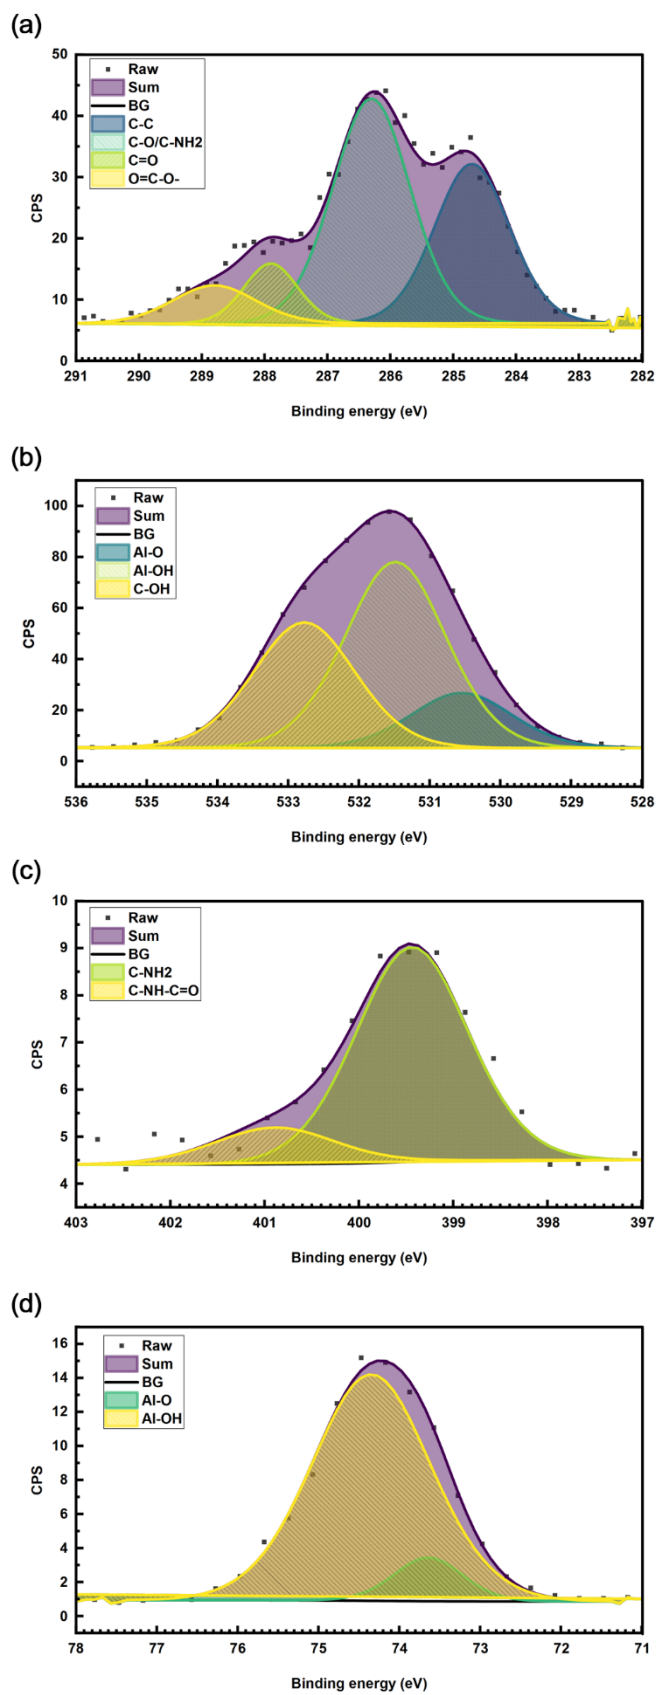 (a)
50
40
30
20
10
0
CPS
Raw
Sum
BG
C-C
C-O/C-NH2
C=O
O=C-O-
291 290 289 288 287 286 285 284 283 282
Binding energy (eV)
(b)
100
80
60
40
20
0
CPS
Raw
Sum
BG
Al-O
Al-OH
C-OH
536 535 534 533 532 531 530 529 528
Binding energy (eV)
(c)
10
9
8
7
6
5
4
CPS
Raw
Sum
BG
C-NH2
C-NH-C=O
403 402 401 400 399 398 397
Binding energy (eV)
(d)
16
14
12
10
8
6
4
2
0
CPS
Raw
Sum
BG
Al-O
Al-OH
78 77 76 75 74 73 72 71
Binding energy (eV)